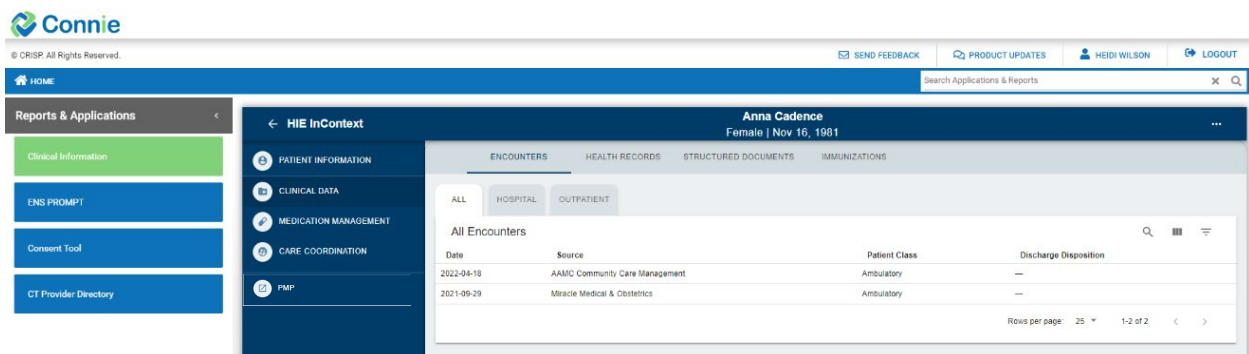 Connie
© CRISP. All Rights Reserved.
SEND FEEDBACK
PRODUCT UPDATES
HEIDI WILSON
LOGOUT
HOME
Search Applications & Reports
Reports & Applications
Clinical Information
ENS PROMPT
Consent Tool
CT Provider Directory
HIE InContext
Anna Cadence
Female | Nov 16, 1981
PATIENT INFORMATION
CLINICAL DATA
MEDICATION MANAGEMENT
CARE COORDINATION
PMP
ENCOUNTERS HEALTH RECORDS STRUCTURED DOCUMENTS IMMUNIZATIONS
ALL HOSPITAL OUTPATIENT
All Encounters
Date Source Patient Class Discharge Disposition
2022-04-18 AAMC Community Care Management Ambulatory —
2021-09-29 Miracle Medical & Obstetrics Ambulatory —
Rows per page: 25 1-2 of 2